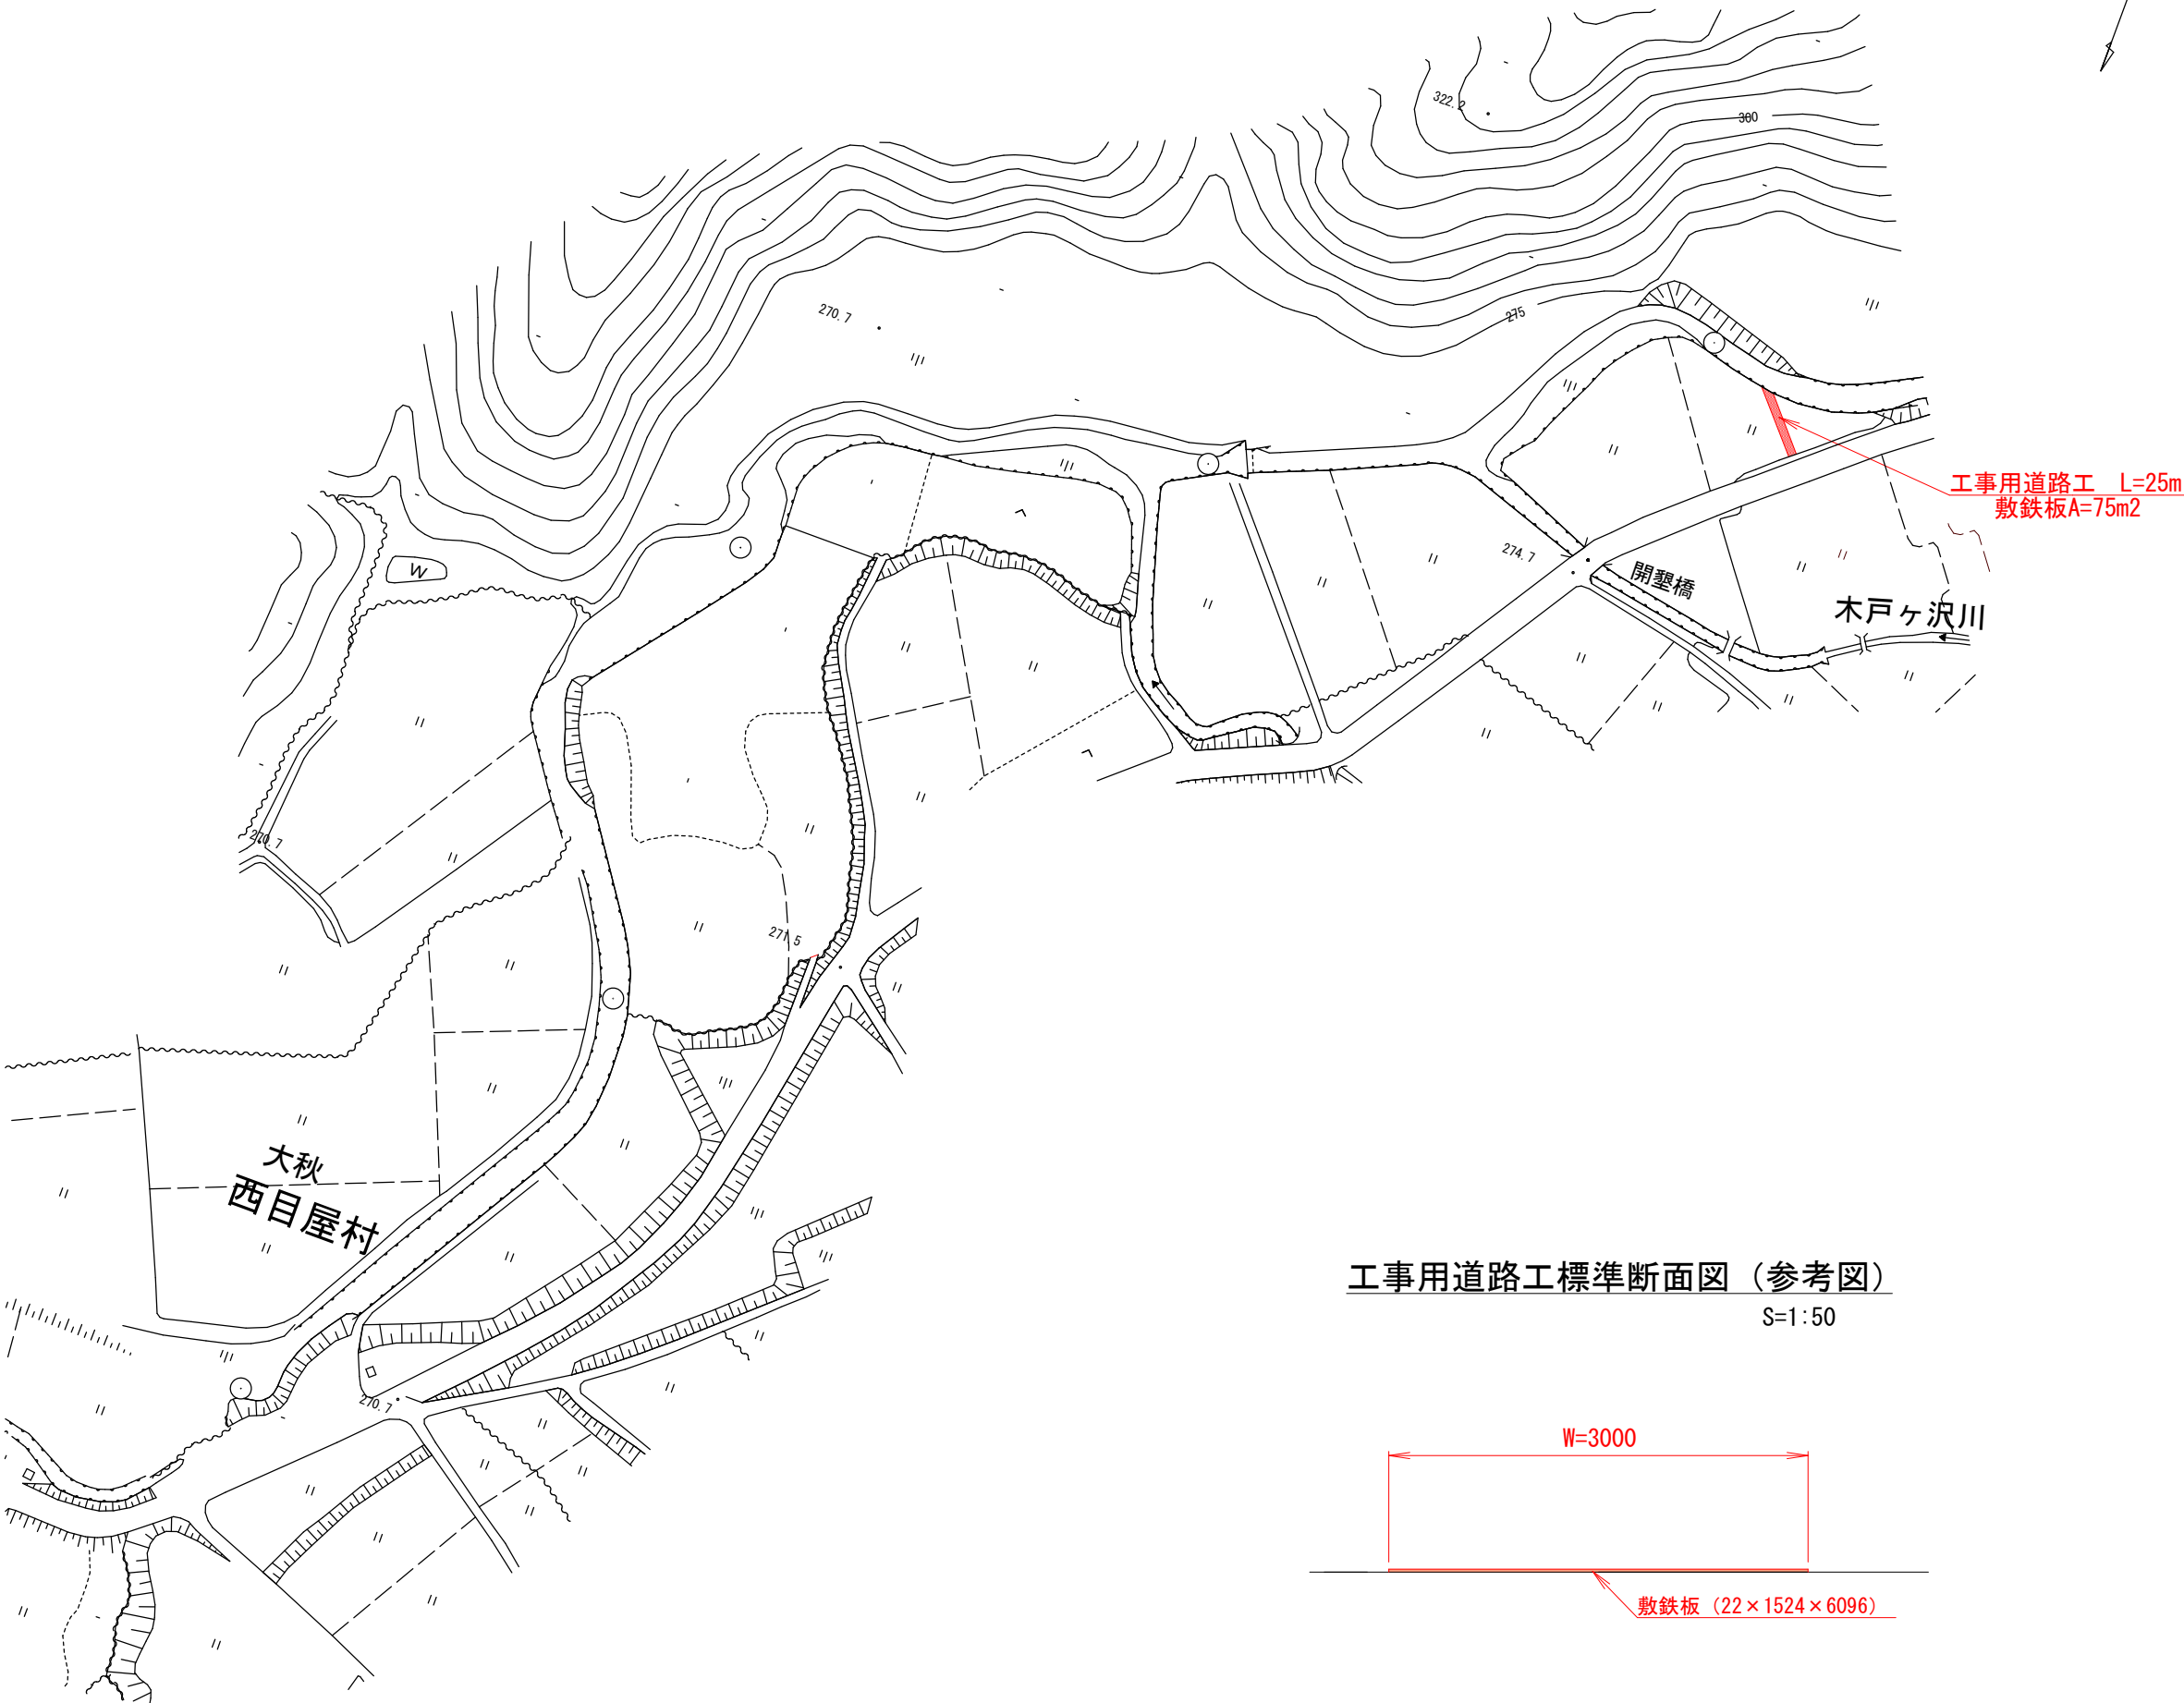 322.2
300
270.7
275
工事用道路工　L=25m
敷鉄板A=75m2
274.7
開墾橋
木戸ヶ沢川
W
270.7
271.5
大秋
西目屋村
工事用道路工標準断面図（参考図）
S=1:50
270.7
W=3000
敷鉄板（22×1524×6096）